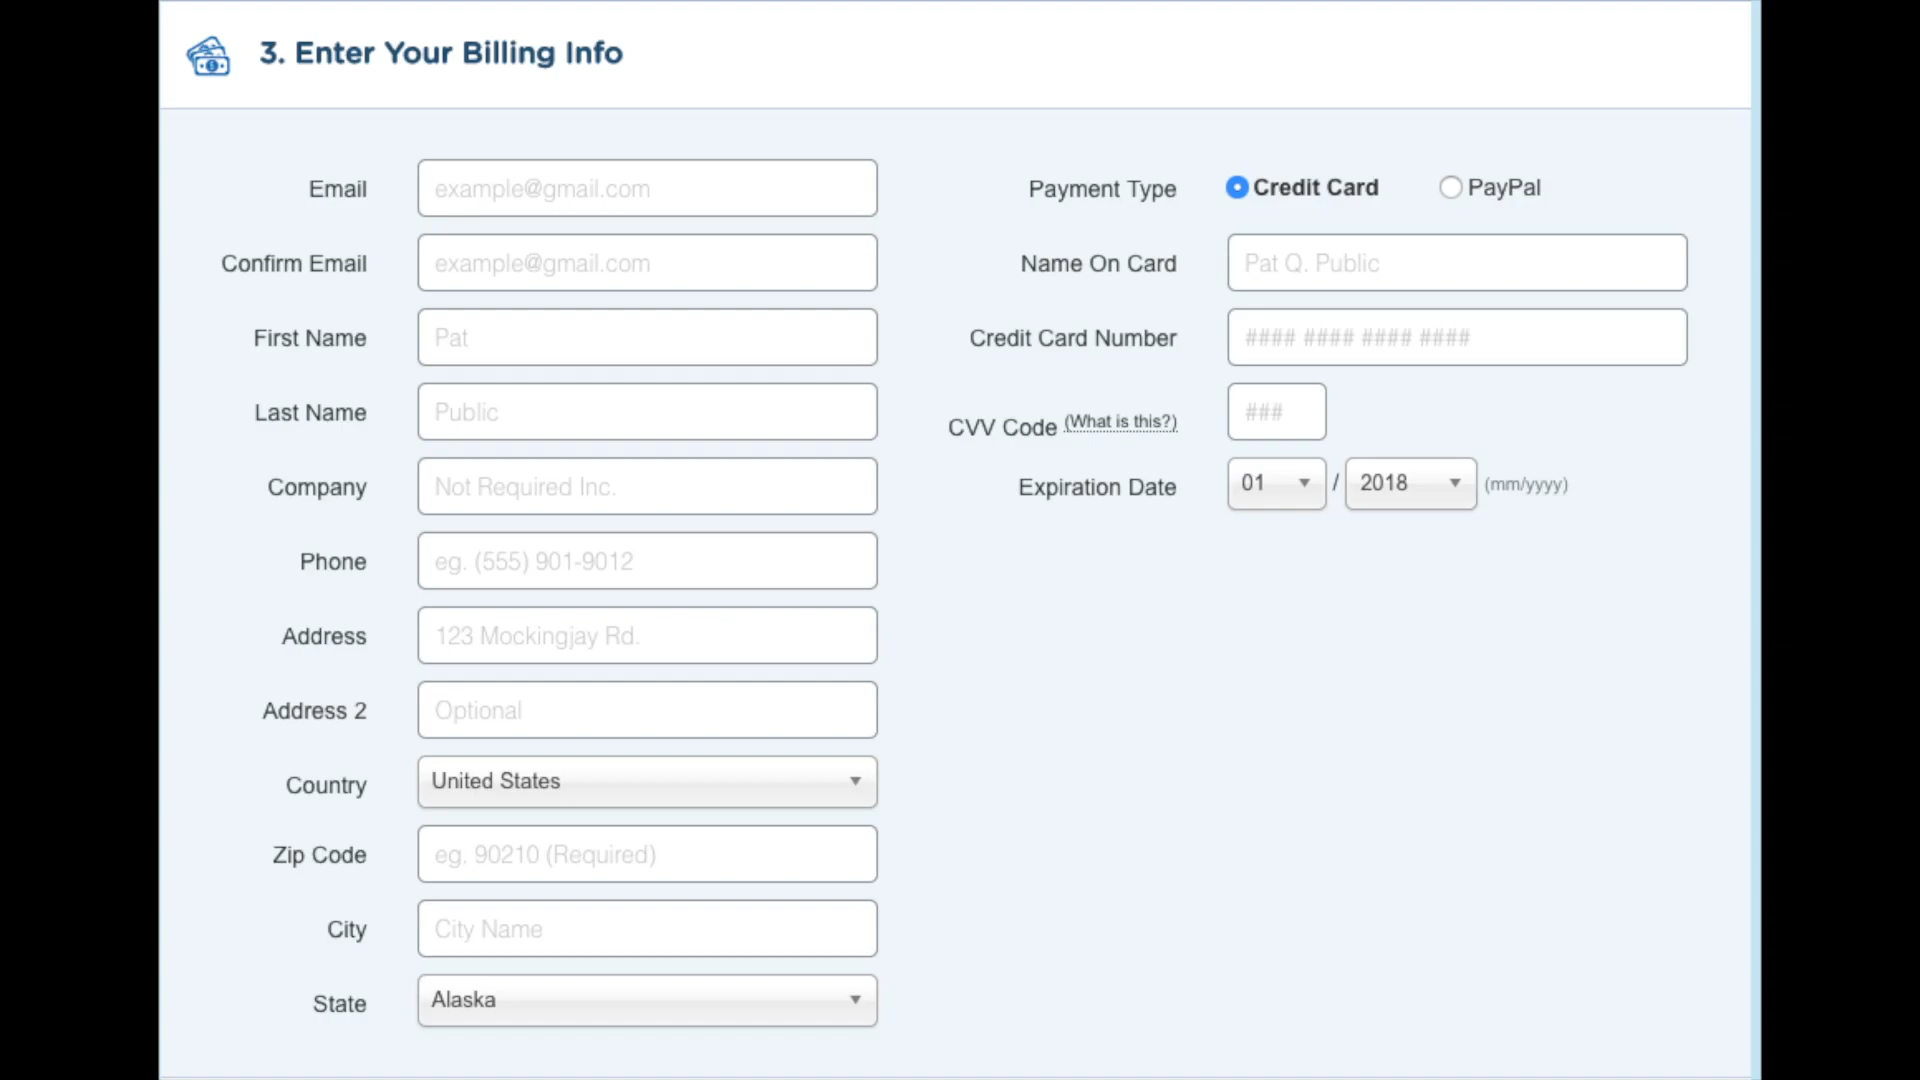 3. Enter Your Billing Info
Email example@gmail.com
Confirm Email example@gmail.com
First Name Pat
Last Name Public
Company Not Required Inc.
Phone eg. (555) 901-9012
Address 123 Mockingjay Rd.
Address 2 Optional
Country United States
Zip Code eg. 90210 (Required)
City City Name
State Alaska
Payment Type Credit Card PayPal
Name On Card Pat Q. Public
Credit Card Number #### #### #### ####
CVV Code (What is this?) ###
Expiration Date 01 / 2018 (mm/yyyy)